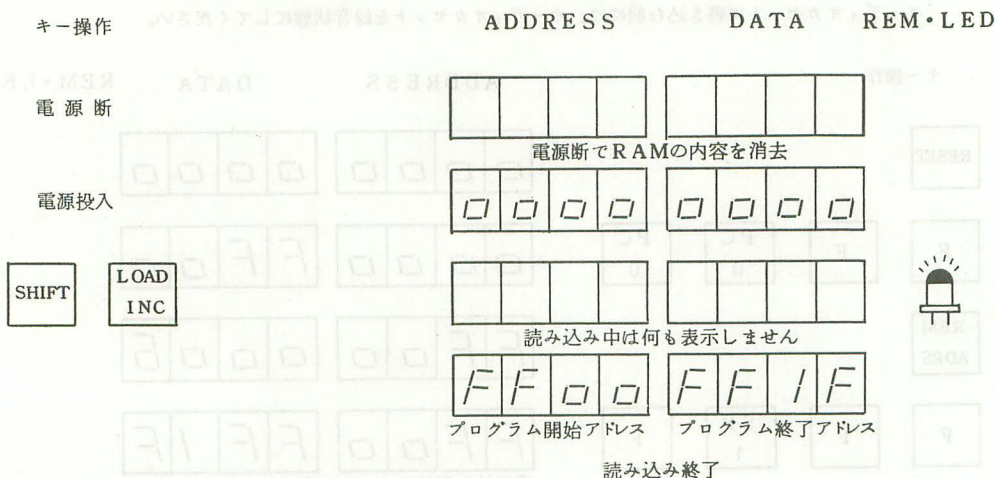 キー操作 ADDRESS DATA REM・LED
電源断
電源断でRAMの内容を消去
電源投入 0000 0000
SHIFT LOAD INC
読み込み中は何も表示しません
FF00 FF1F
プログラム開始アドレス プログラム終了アドレス
読み込み終了